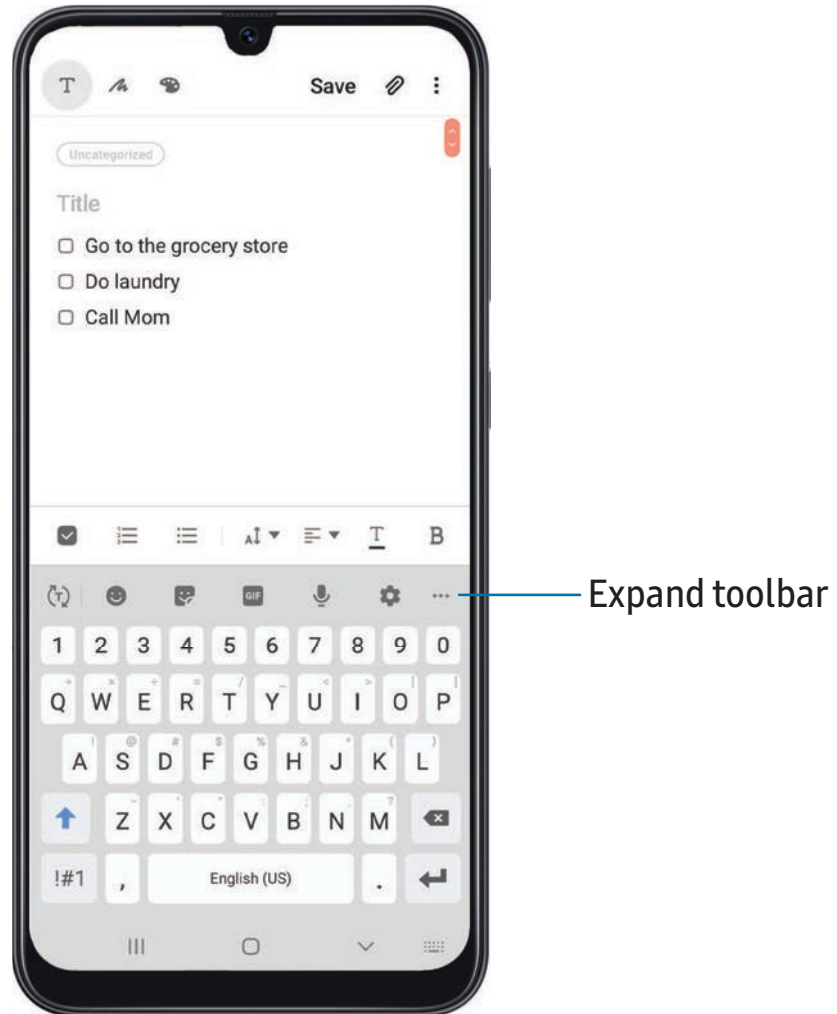 T Save
Uncategorized
Title
Go to the grocery store
Do laundry
Call Mom
A T B
T GIF
Expand toolbar
1 2 3 4 5 6 7 8 9 0
+ × ÷ = / _ < > [ ]
Q W E R T Y U I O P
! @ # $ % & * ( )
A S D F G H J K L
- ' " : ; , ?
Z X C V B N M
!#1 , English (US) .